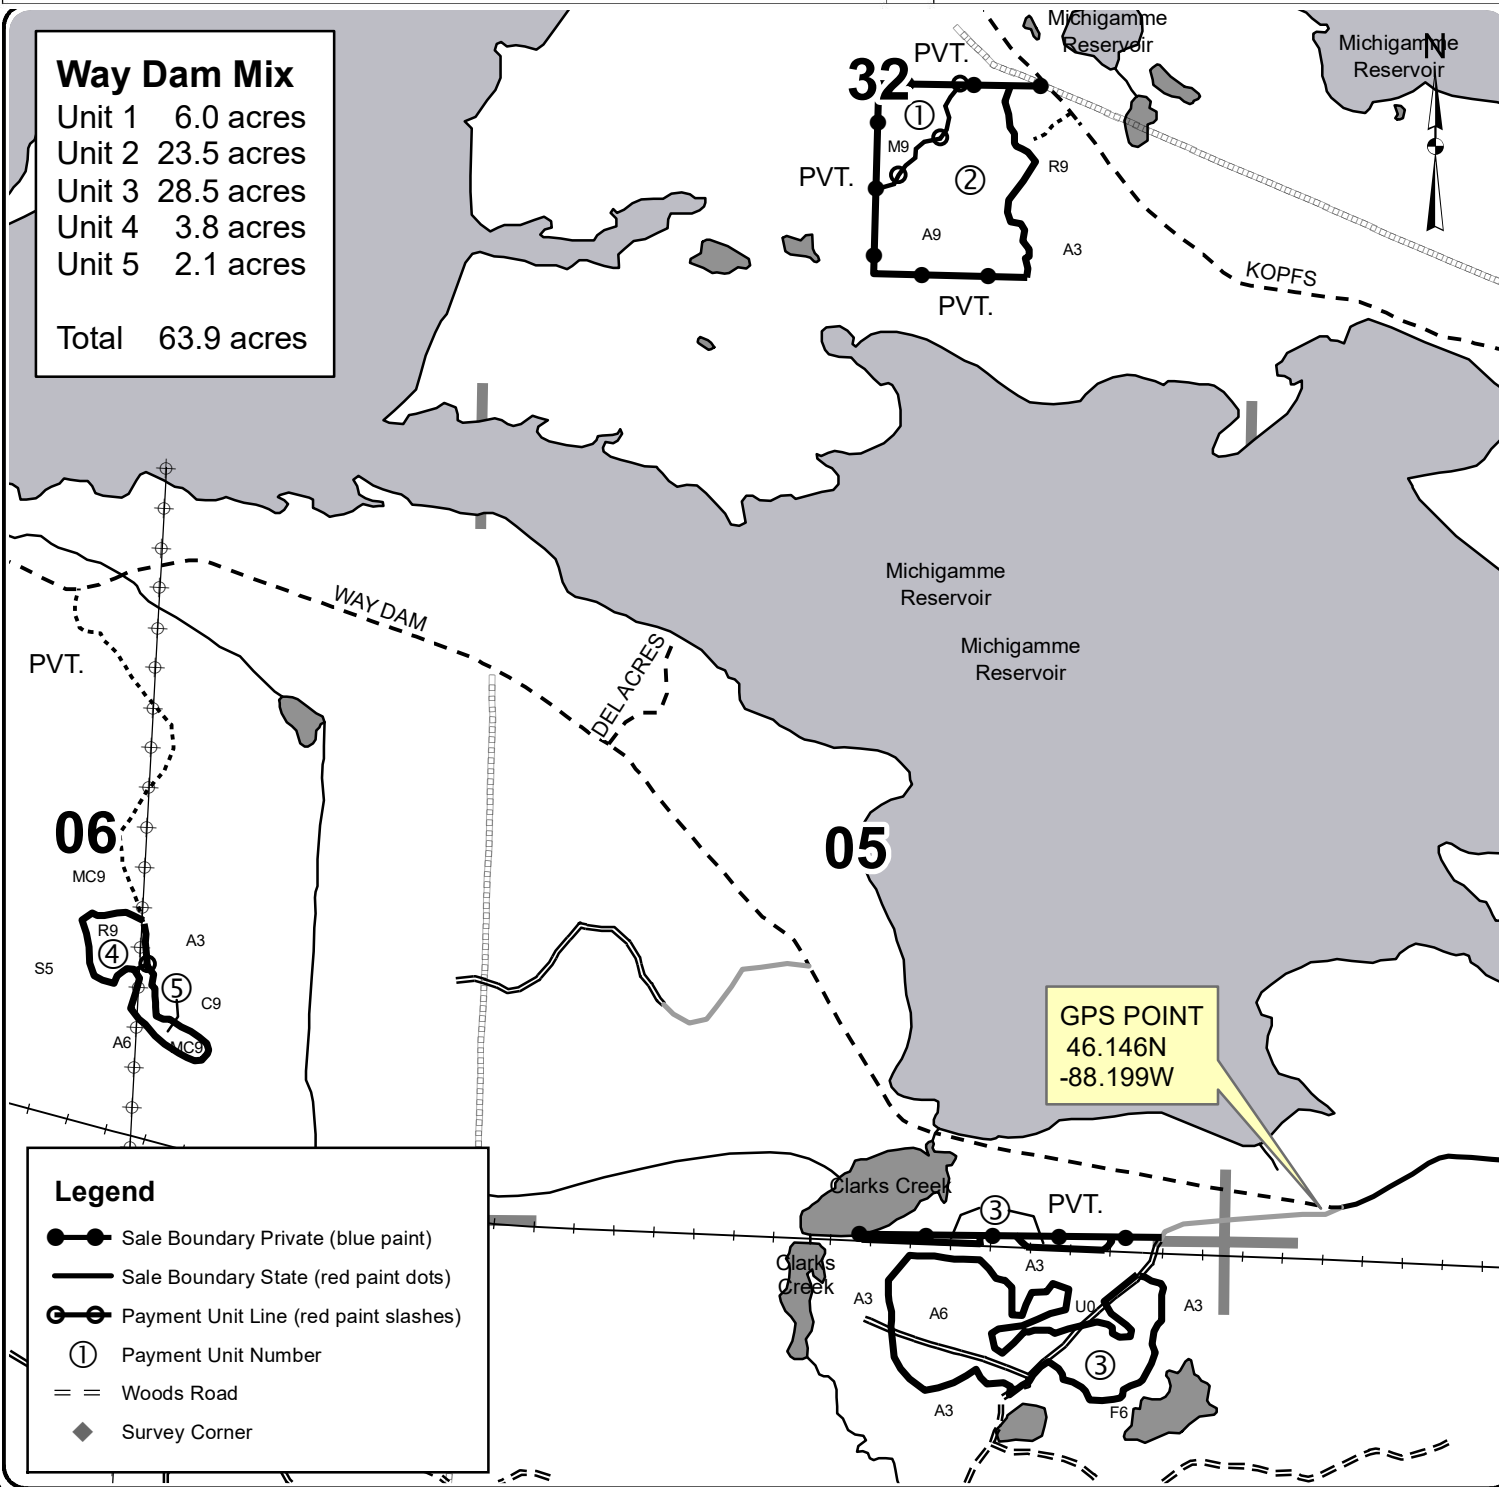 Way Dam Mix
Unit 1 6.0 acres
Unit 2 23.5 acres
Unit 3 28.5 acres
Unit 4 3.8 acres
Unit 5 2.1 acres
Total 63.9 acres
Michigamme
Reservoir
Michigamme
Reservoir
N
PVT.
32
①
M9
PVT.
②
R9
A9
A3
PVT.
KOPFS
Michigamme
Reservoir
Michigamme
Reservoir
WAY DAM
DEL ACRES
PVT.
06
05
MC9
R9
④
A3
S5
⑤
C9
A6
MC9
GPS POINT
46.146N
-88.199W
Clarks Creek
③
PVT.
Clarks
Creek
A3
A3
A6
U0
A3
③
A3
F6
Legend
Sale Boundary Private (blue paint)
Sale Boundary State (red paint dots)
Payment Unit Line (red paint slashes)
① Payment Unit Number
Woods Road
Survey Corner